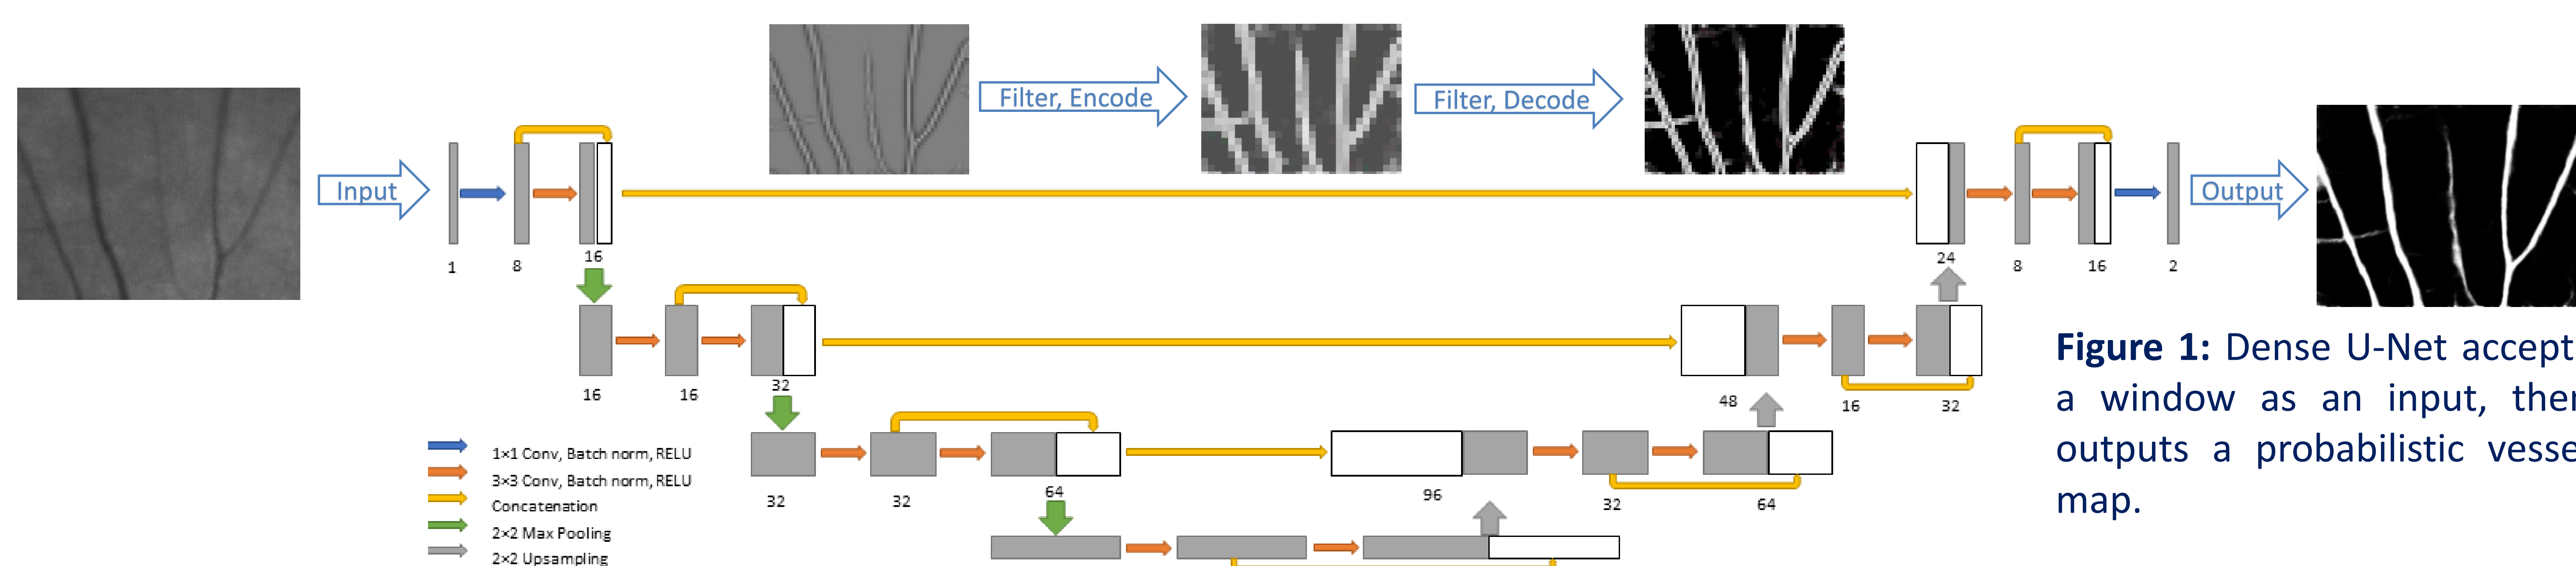 Filter, Encode
Filter, Decode
Input
Output
1
8
16
24
8
16
2
16
16
32
48
16
32
32
32
64
96
32
64
1×1 Conv, Batch norm, RELU
3×3 Conv, Batch norm, RELU
Concatenation
2×2 Max Pooling
2×2 Upsampling
Figure 1: Dense U-Net accept
a window as an input, then
outputs a probabilistic vesse
map.